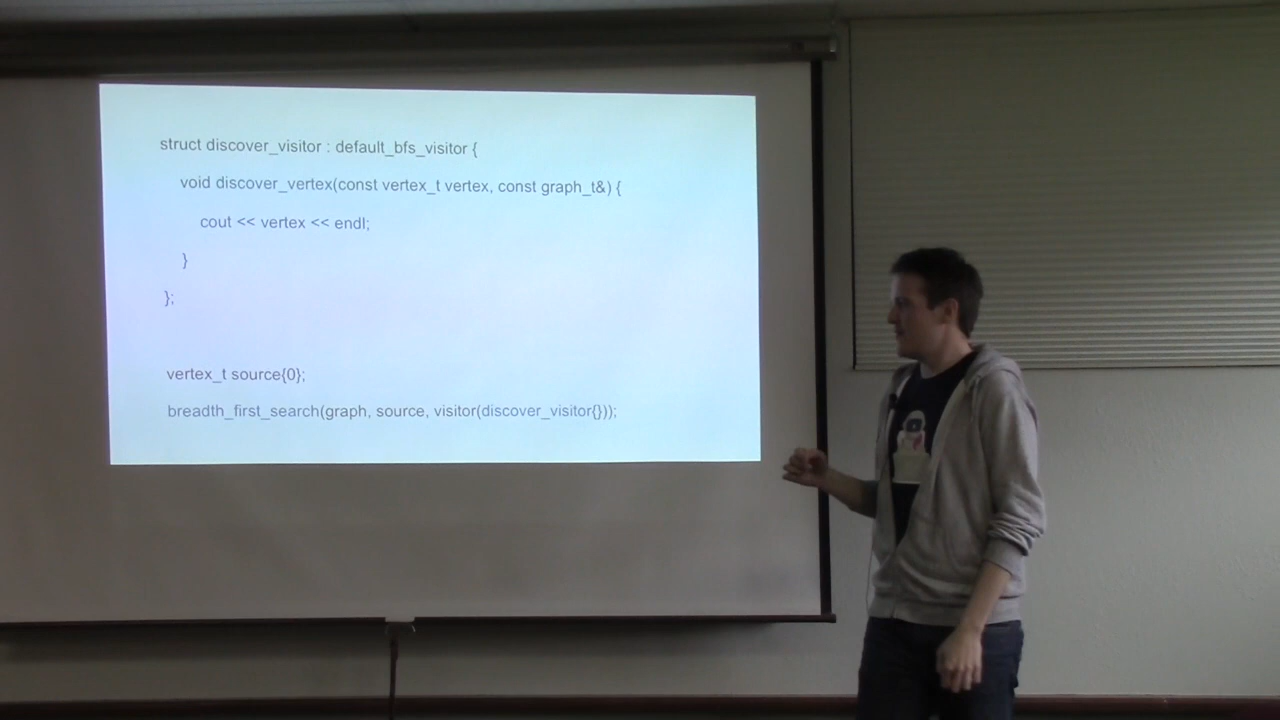 struct discover_visitor : default_bfs_visitor {
void discover_vertex(const vertex_t vertex, const graph_t&) {
cout << vertex << endl;
}
};
vertex_t source{0};
breadth_first_search(graph, source, visitor(discover_visitor{}));